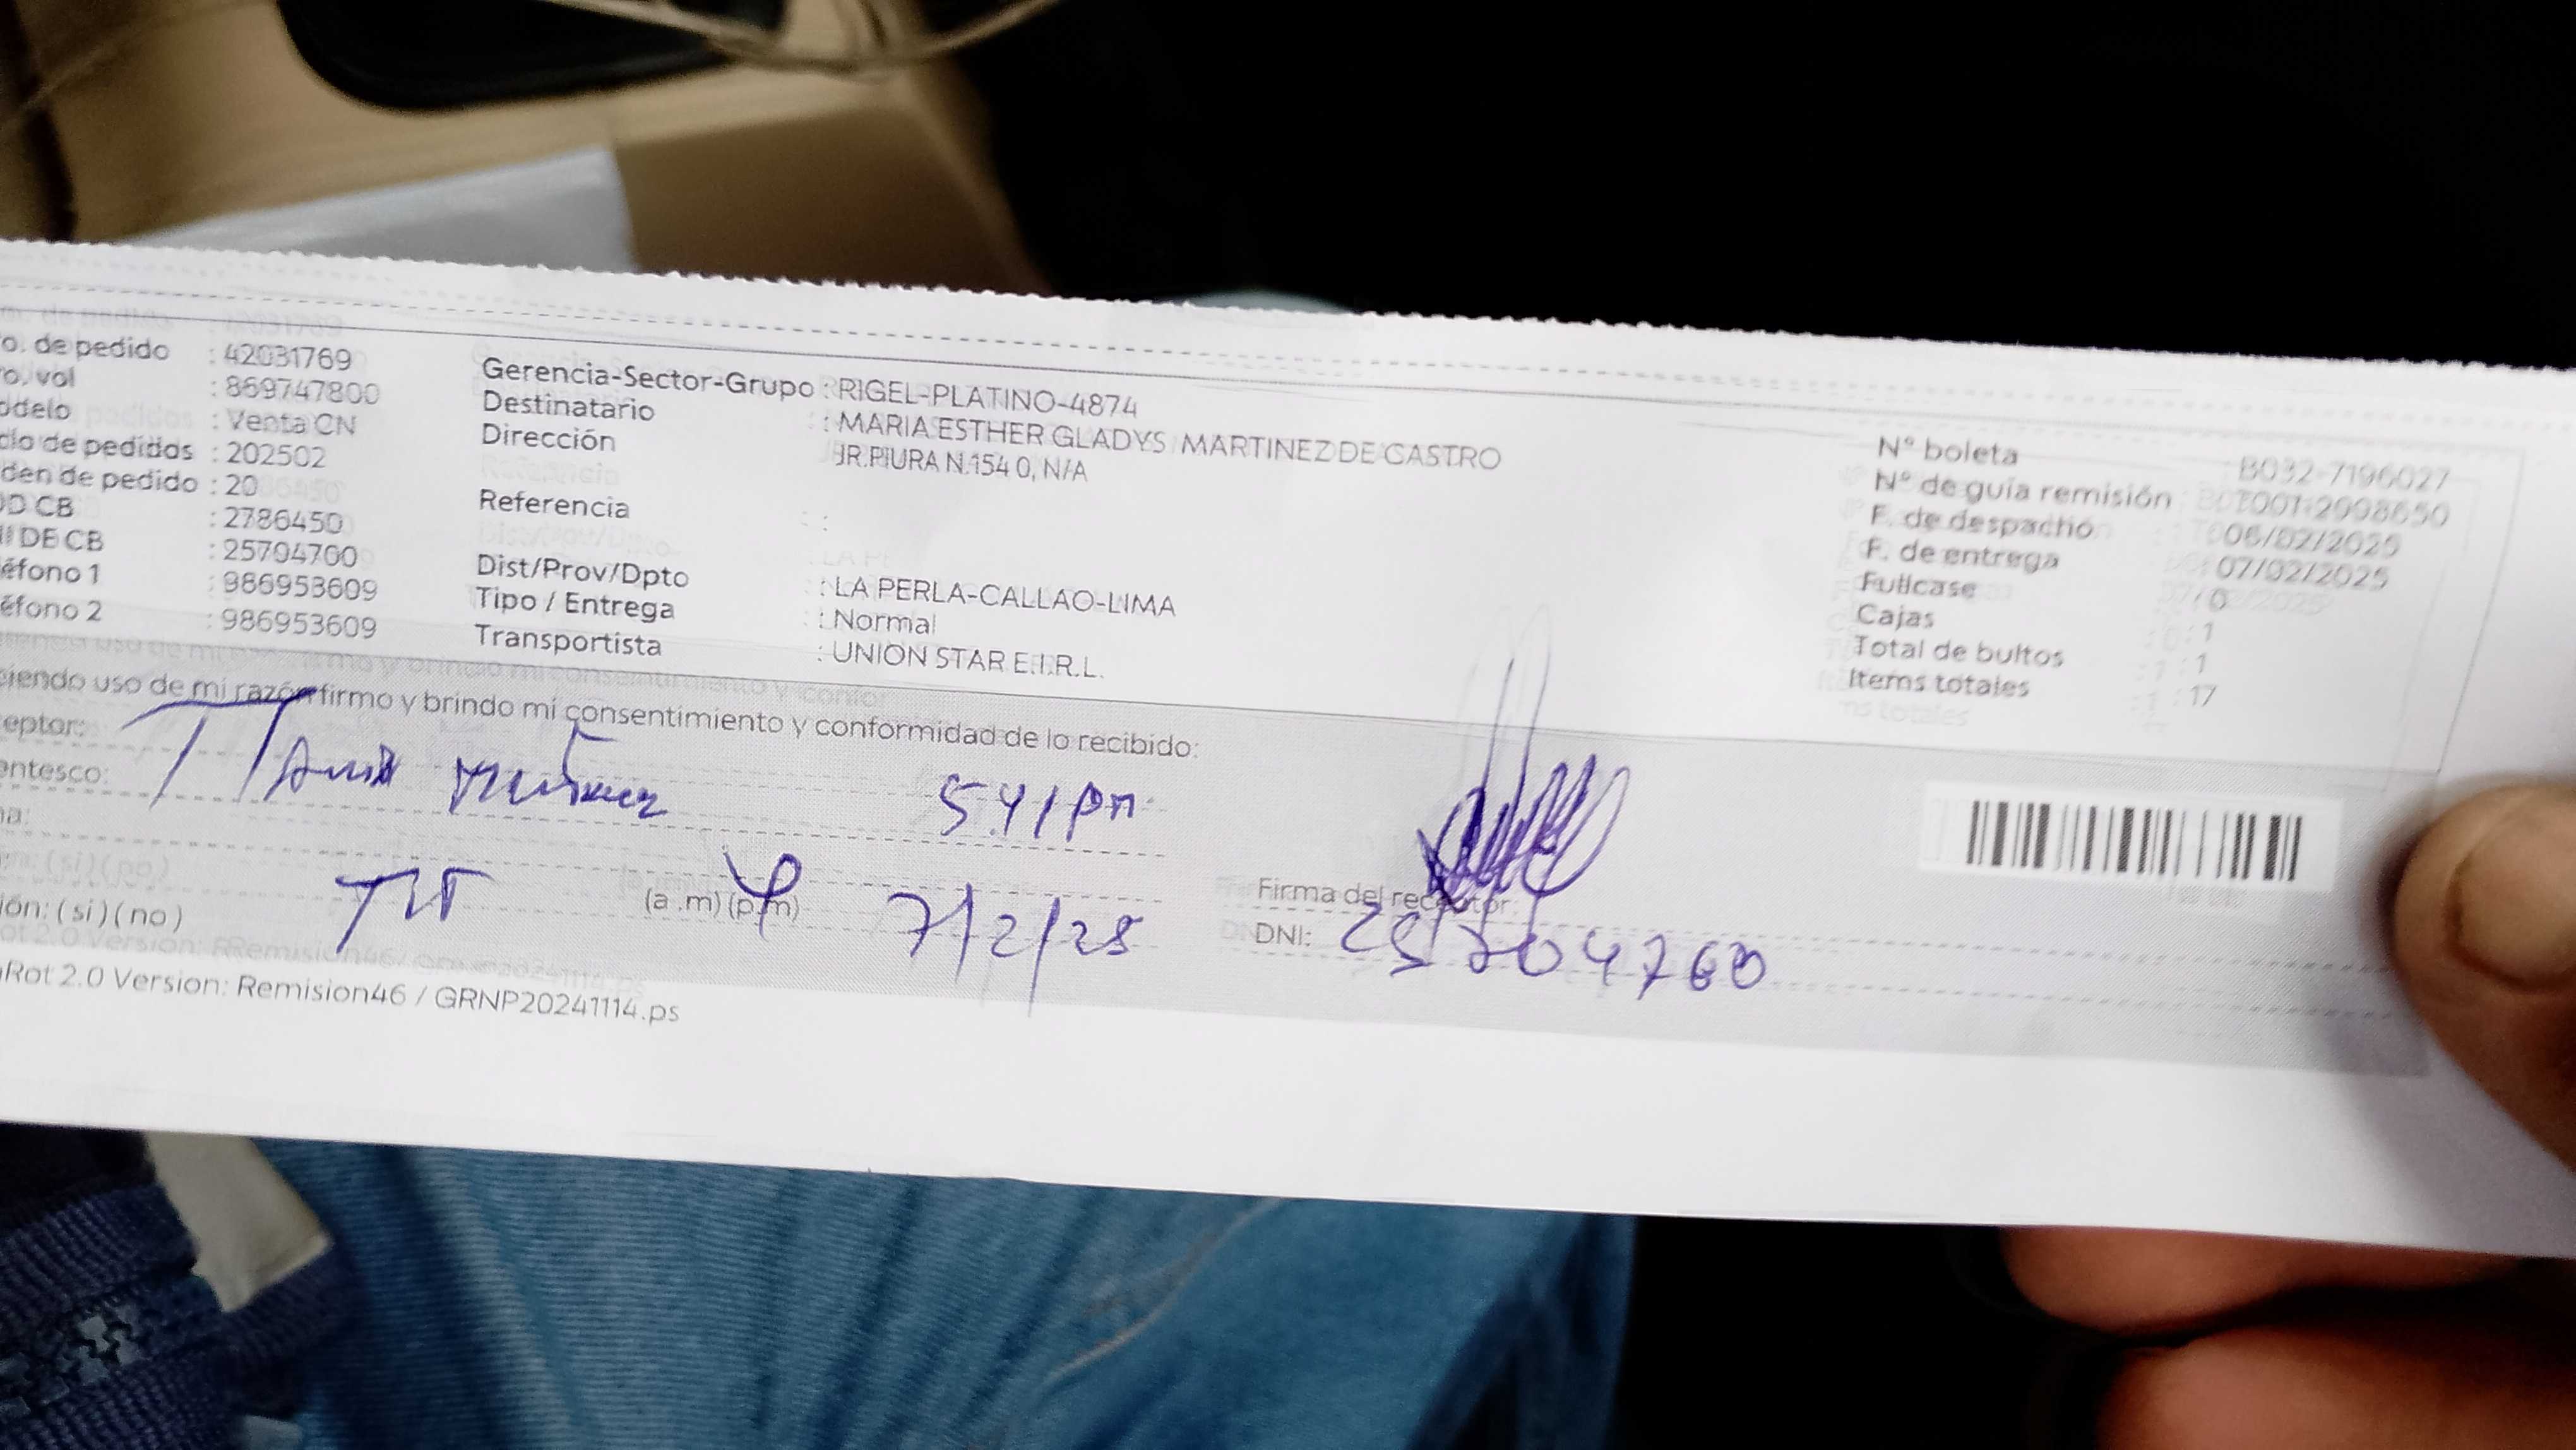 o. de pedido : 42031769
o. vol : 869747800
odelo : Venta CN
do de pedidos : 202502
den de pedido : 20
D CB : 2786450
I DE CB : 25704700
éfono 1 : 986953609
éfono 2 : 986953609
Gerencia-Sector-Grupo : RIGEL-PLATINO-4874
Destinatario : MARIA ESTHER GLADYS MARTINEZ DE CASTRO
Dirección JR.PIURA N.154 0, N/A
Referencia :
Dist/Prov/Dpto : LA PERLA-CALLAO-LIMA
Tipo / Entrega : Normal
Transportista : UNION STAR E.I.R.L.
N° boleta : B032-7196027
N° de guía remisión T001-2998650
F. de despacho 06/02/2025
F. de entrega 07/02/2025
Fullcase 0
Cajas : 1
Total de bultos : 1
Items totales : 17
iendo uso de mi razón firmo y brindo mi consentimiento y conformidad de lo recibido:
eptor:
entesco:
5:41 pm
a:
ión: (si) (no)
TIT
(a.m) (p.m)
7/2/25
Firma del receptor:
DNI: 25704760
Rot 2.0 Version: Remision46 / GRNP20241114.ps